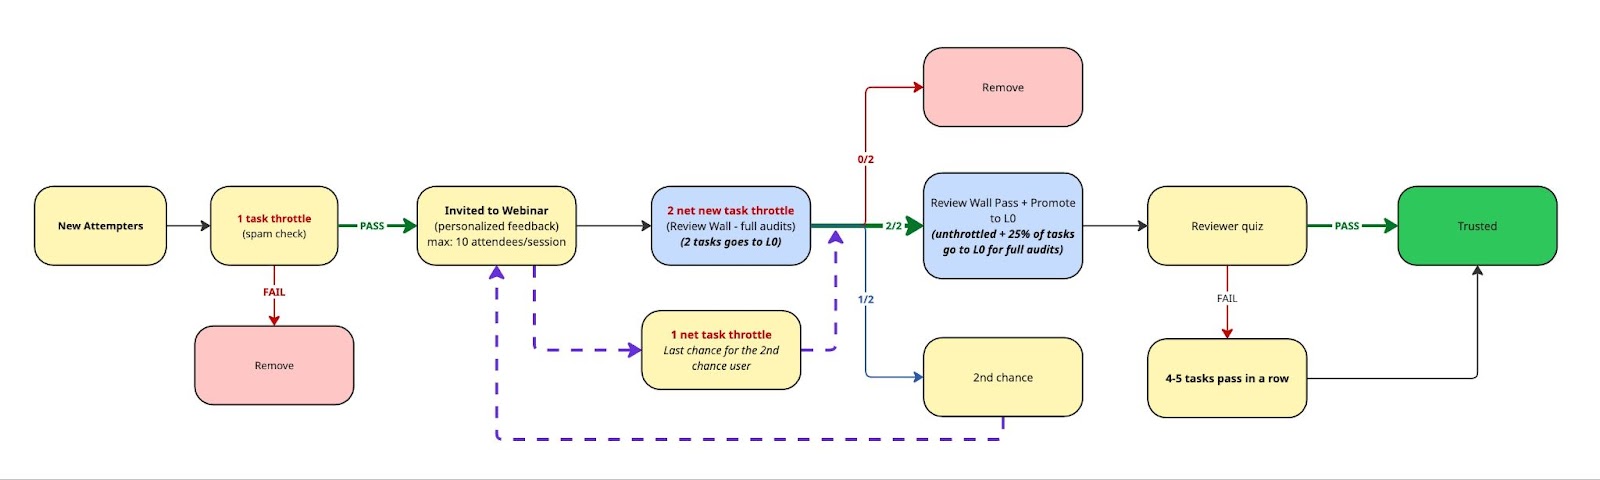 Remove
0/2
New Attempters
1 task throttle
(spam check)
PASS
Invited to Webinar
(personalized feedback)
max: 10 attendees/session
2 net new task throttle
(Review Wall - full audits)
(2 tasks goes to L0)
2/2
Review Wall Pass + Promote
to L0
(unthrottled + 25% of tasks
go to L0 for full audits)
Reviewer quiz
PASS
Trusted
FAIL
Remove
1 net task throttle
Last chance for the 2nd
chance user
1/2
2nd chance
FAIL
4-5 tasks pass in a row